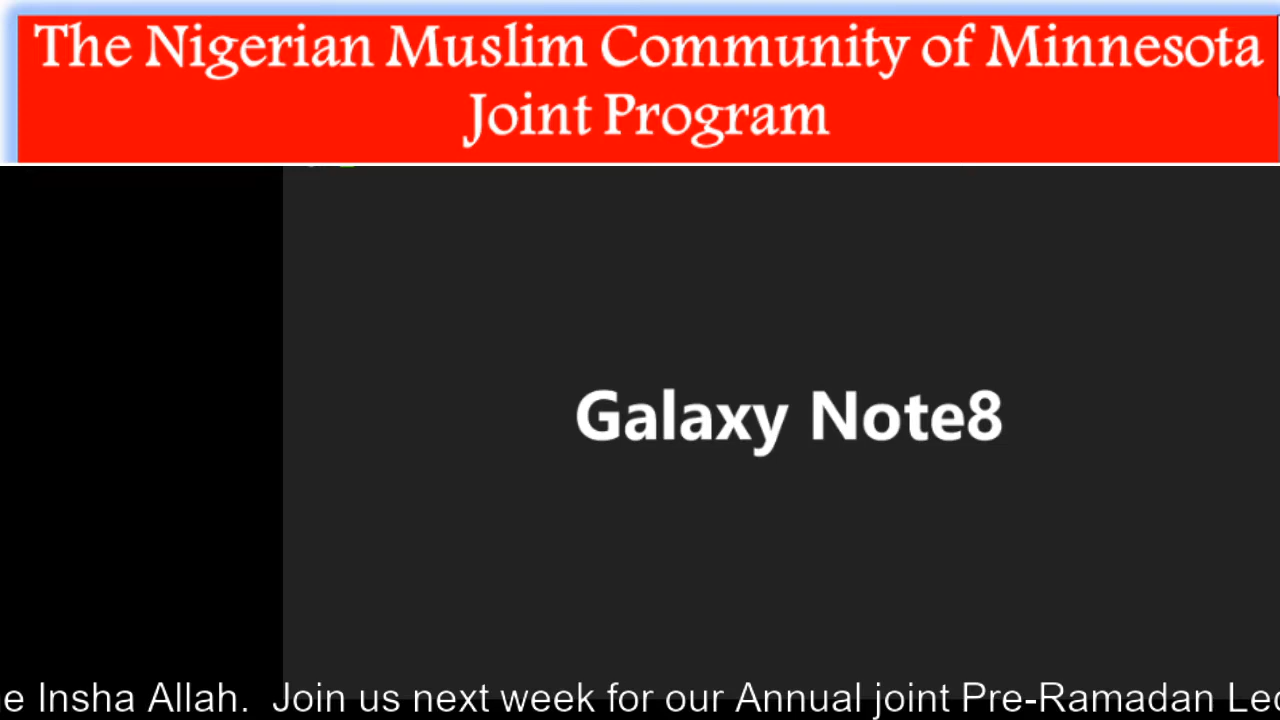 The Nigerian Muslim Community of Minnesota
Joint Program
Galaxy Note8
Insha Allah.  Join us next week for our Annual joint Pre-Ramadan